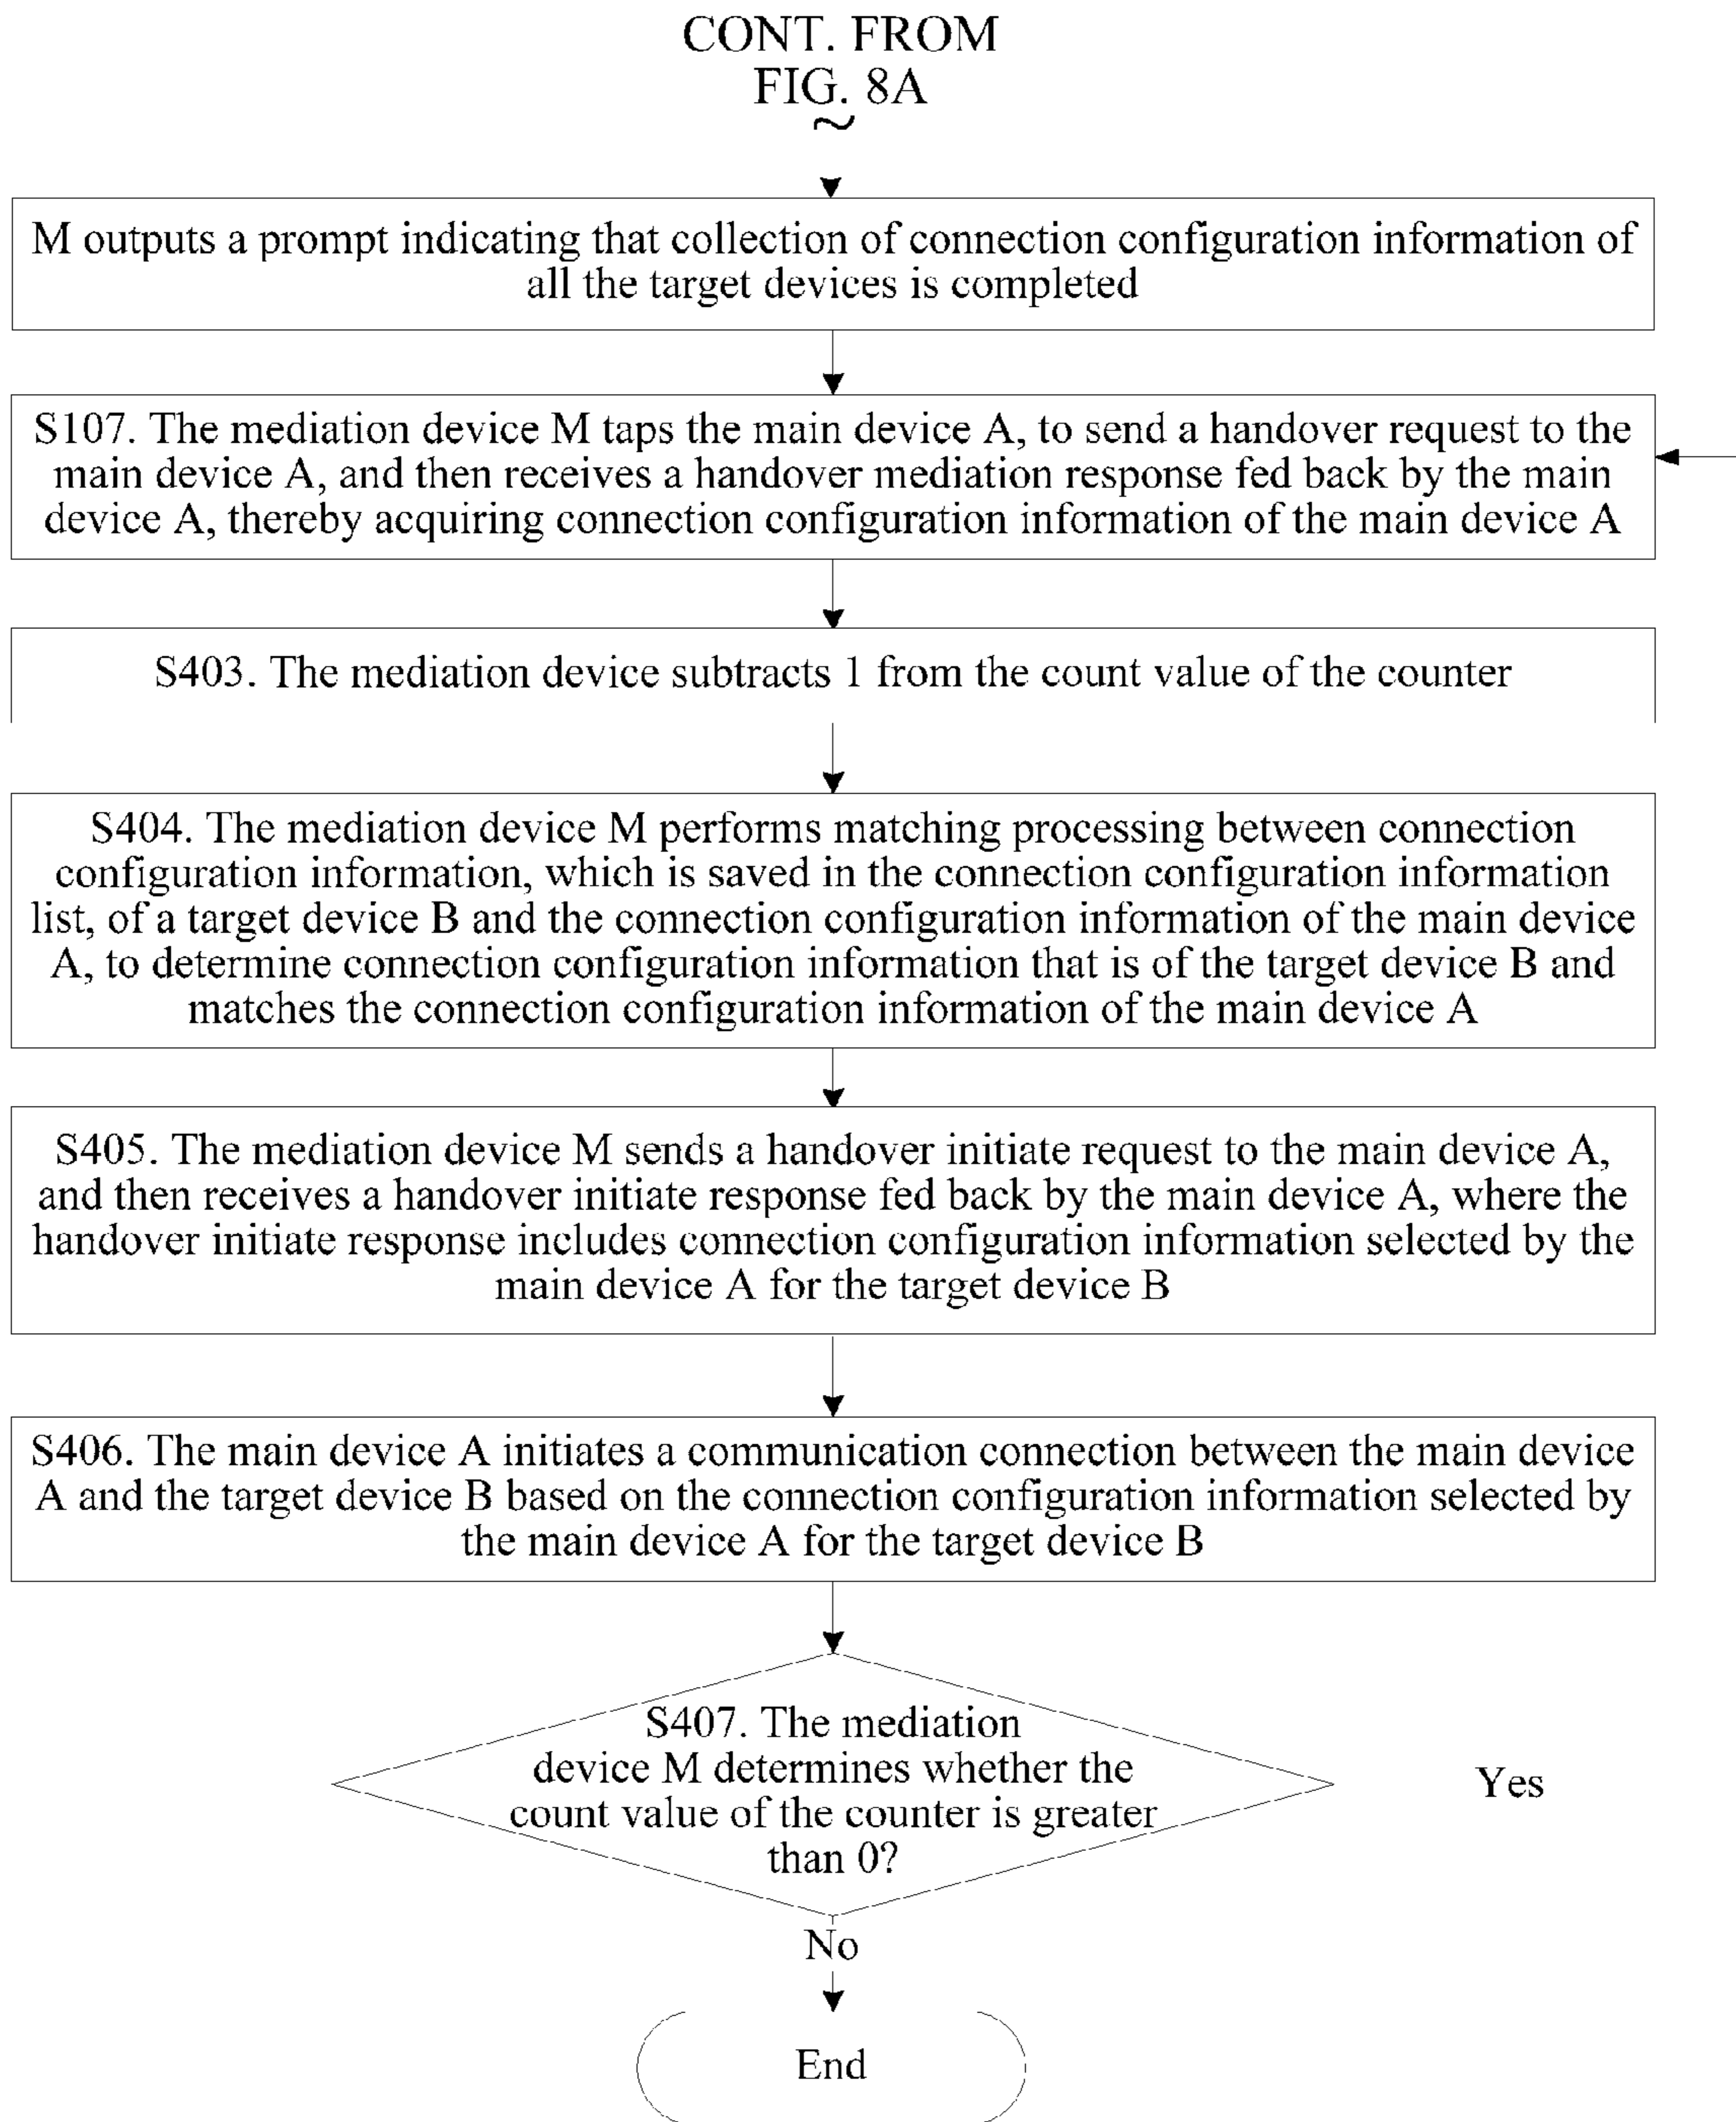 CONT. FROM
FIG. 8A
~
M outputs a prompt indicating that collection of connection configuration information of
all the target devices is completed
S107. The mediation device M taps the main device A, to send a handover request to the
main device A, and then receives a handover mediation response fed back by the main
device A, thereby acquiring connection configuration information of the main device A
S403. The mediation device subtracts 1 from the count value of the counter
S404. The mediation device M performs matching processing between connection
configuration information, which is saved in the connection configuration information
list, of a target device B and the connection configuration information of the main device
A, to determine connection configuration information that is of the target device B and
matches the connection configuration information of the main device A
S405. The mediation device M sends a handover initiate request to the main device A,
and then receives a handover initiate response fed back by the main device A, where the
handover initiate response includes connection configuration information selected by the
main device A for the target device B
S406. The main device A initiates a communication connection between the main device
A and the target device B based on the connection configuration information selected by
the main device A for the target device B
S407. The mediation
device M determines whether the
count value of the counter is greater
than 0?
Yes
No
End